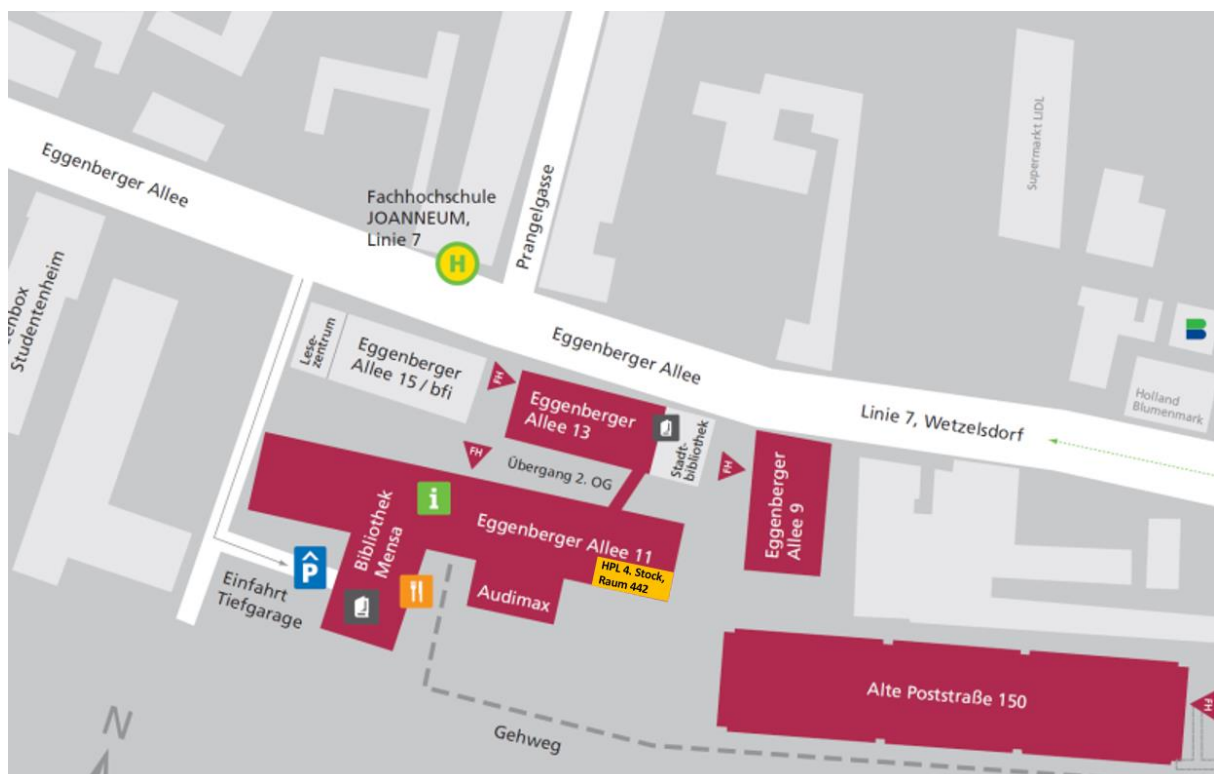 Eggenberger Allee
Fachhochschule
JOANNEUM,
Linie 7
H
Prangelgasse
Supermarkt LIDL
Studentenheim
Lese-
zentrum
Eggenberger
Allee 15 / bfi
FH
Eggenberger
Allee 13
Eggenberger Allee
Stadt-
bibliothek
Linie 7, Wetzelsdorf
Holland
Blumenmark
B
FH
Übergang 2. OG
FH
Eggenberger
Allee 9
i
Bibliothek
Mensa
Eggenberger Allee 11
HPL 4. Stock,
Raum 442
Audimax
P
Einfahrt
Tiefgarage
Alte Poststraße 150
FH
Gehweg
N